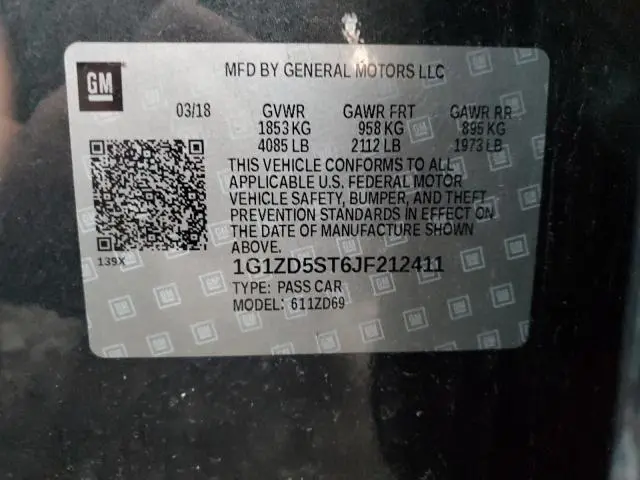 GM
MFD BY GENERAL MOTORS LLC
03/18 GVWR GAWR FRT GAWR RR
1853 KG 958 KG 895 KG
4085 LB 2112 LB 1973 LB
THIS VEHICLE CONFORMS TO ALL
APPLICABLE U.S. FEDERAL MOTOR
VEHICLE SAFETY, BUMPER, AND THEFT
PREVENTION STANDARDS IN EFFECT ON
THE DATE OF MANUFACTURE SHOWN
ABOVE.
139X
1G1ZD5ST6JF212411
TYPE: PASS CAR
MODEL: 611ZD69